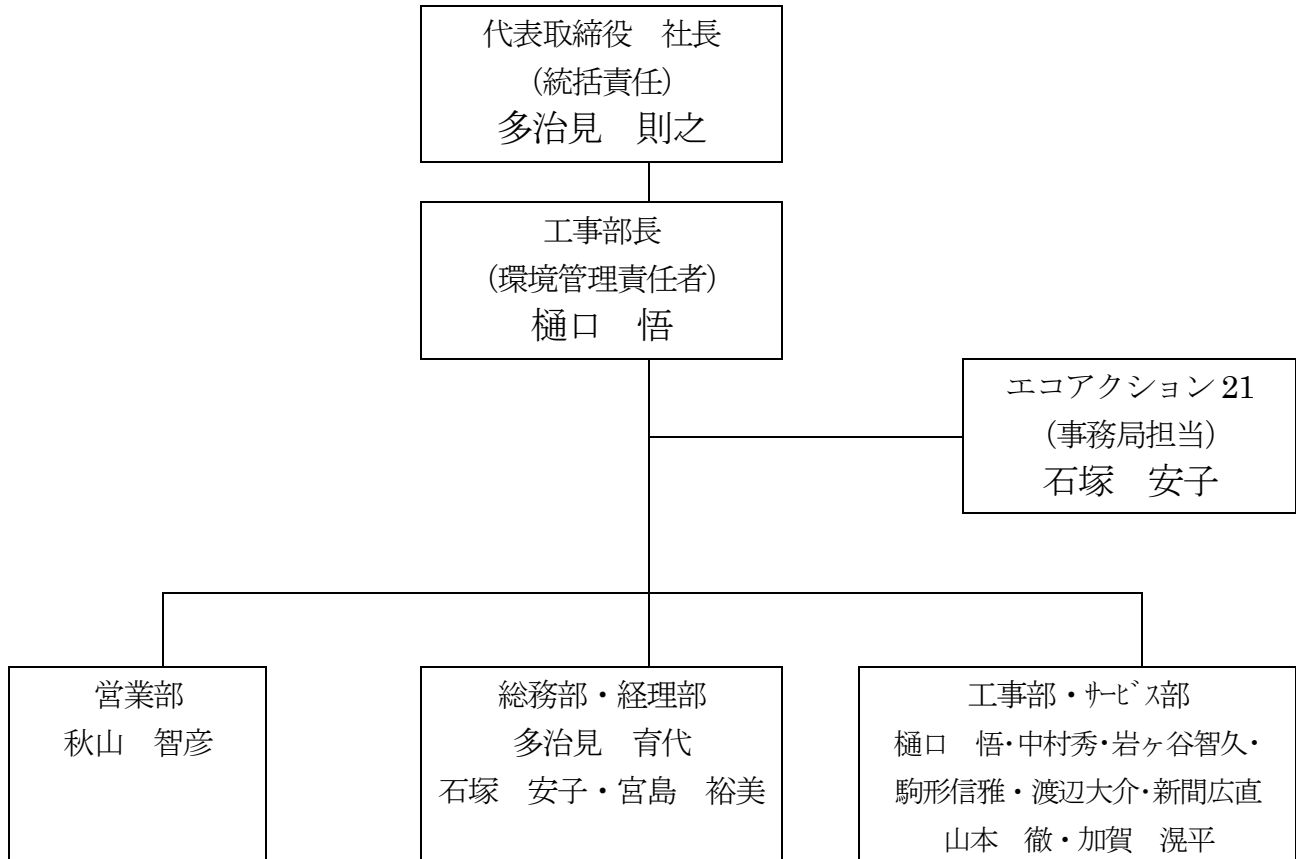 代表取締役　社長
（統括責任）
多治見　則之
工事部長
（環境管理責任者）
樋口　悟
エコアクション 21
（事務局担当）
石塚　安子
営業部
秋山　智彦
総務部・経理部
多治見　育代
石塚　安子・宮島　裕美
工事部・ｻｰﾋﾞｽ部
樋口　悟・中村秀・岩ヶ谷智久・
駒形信雅・渡辺大介・新間広直
山本　徹・加賀　滉平